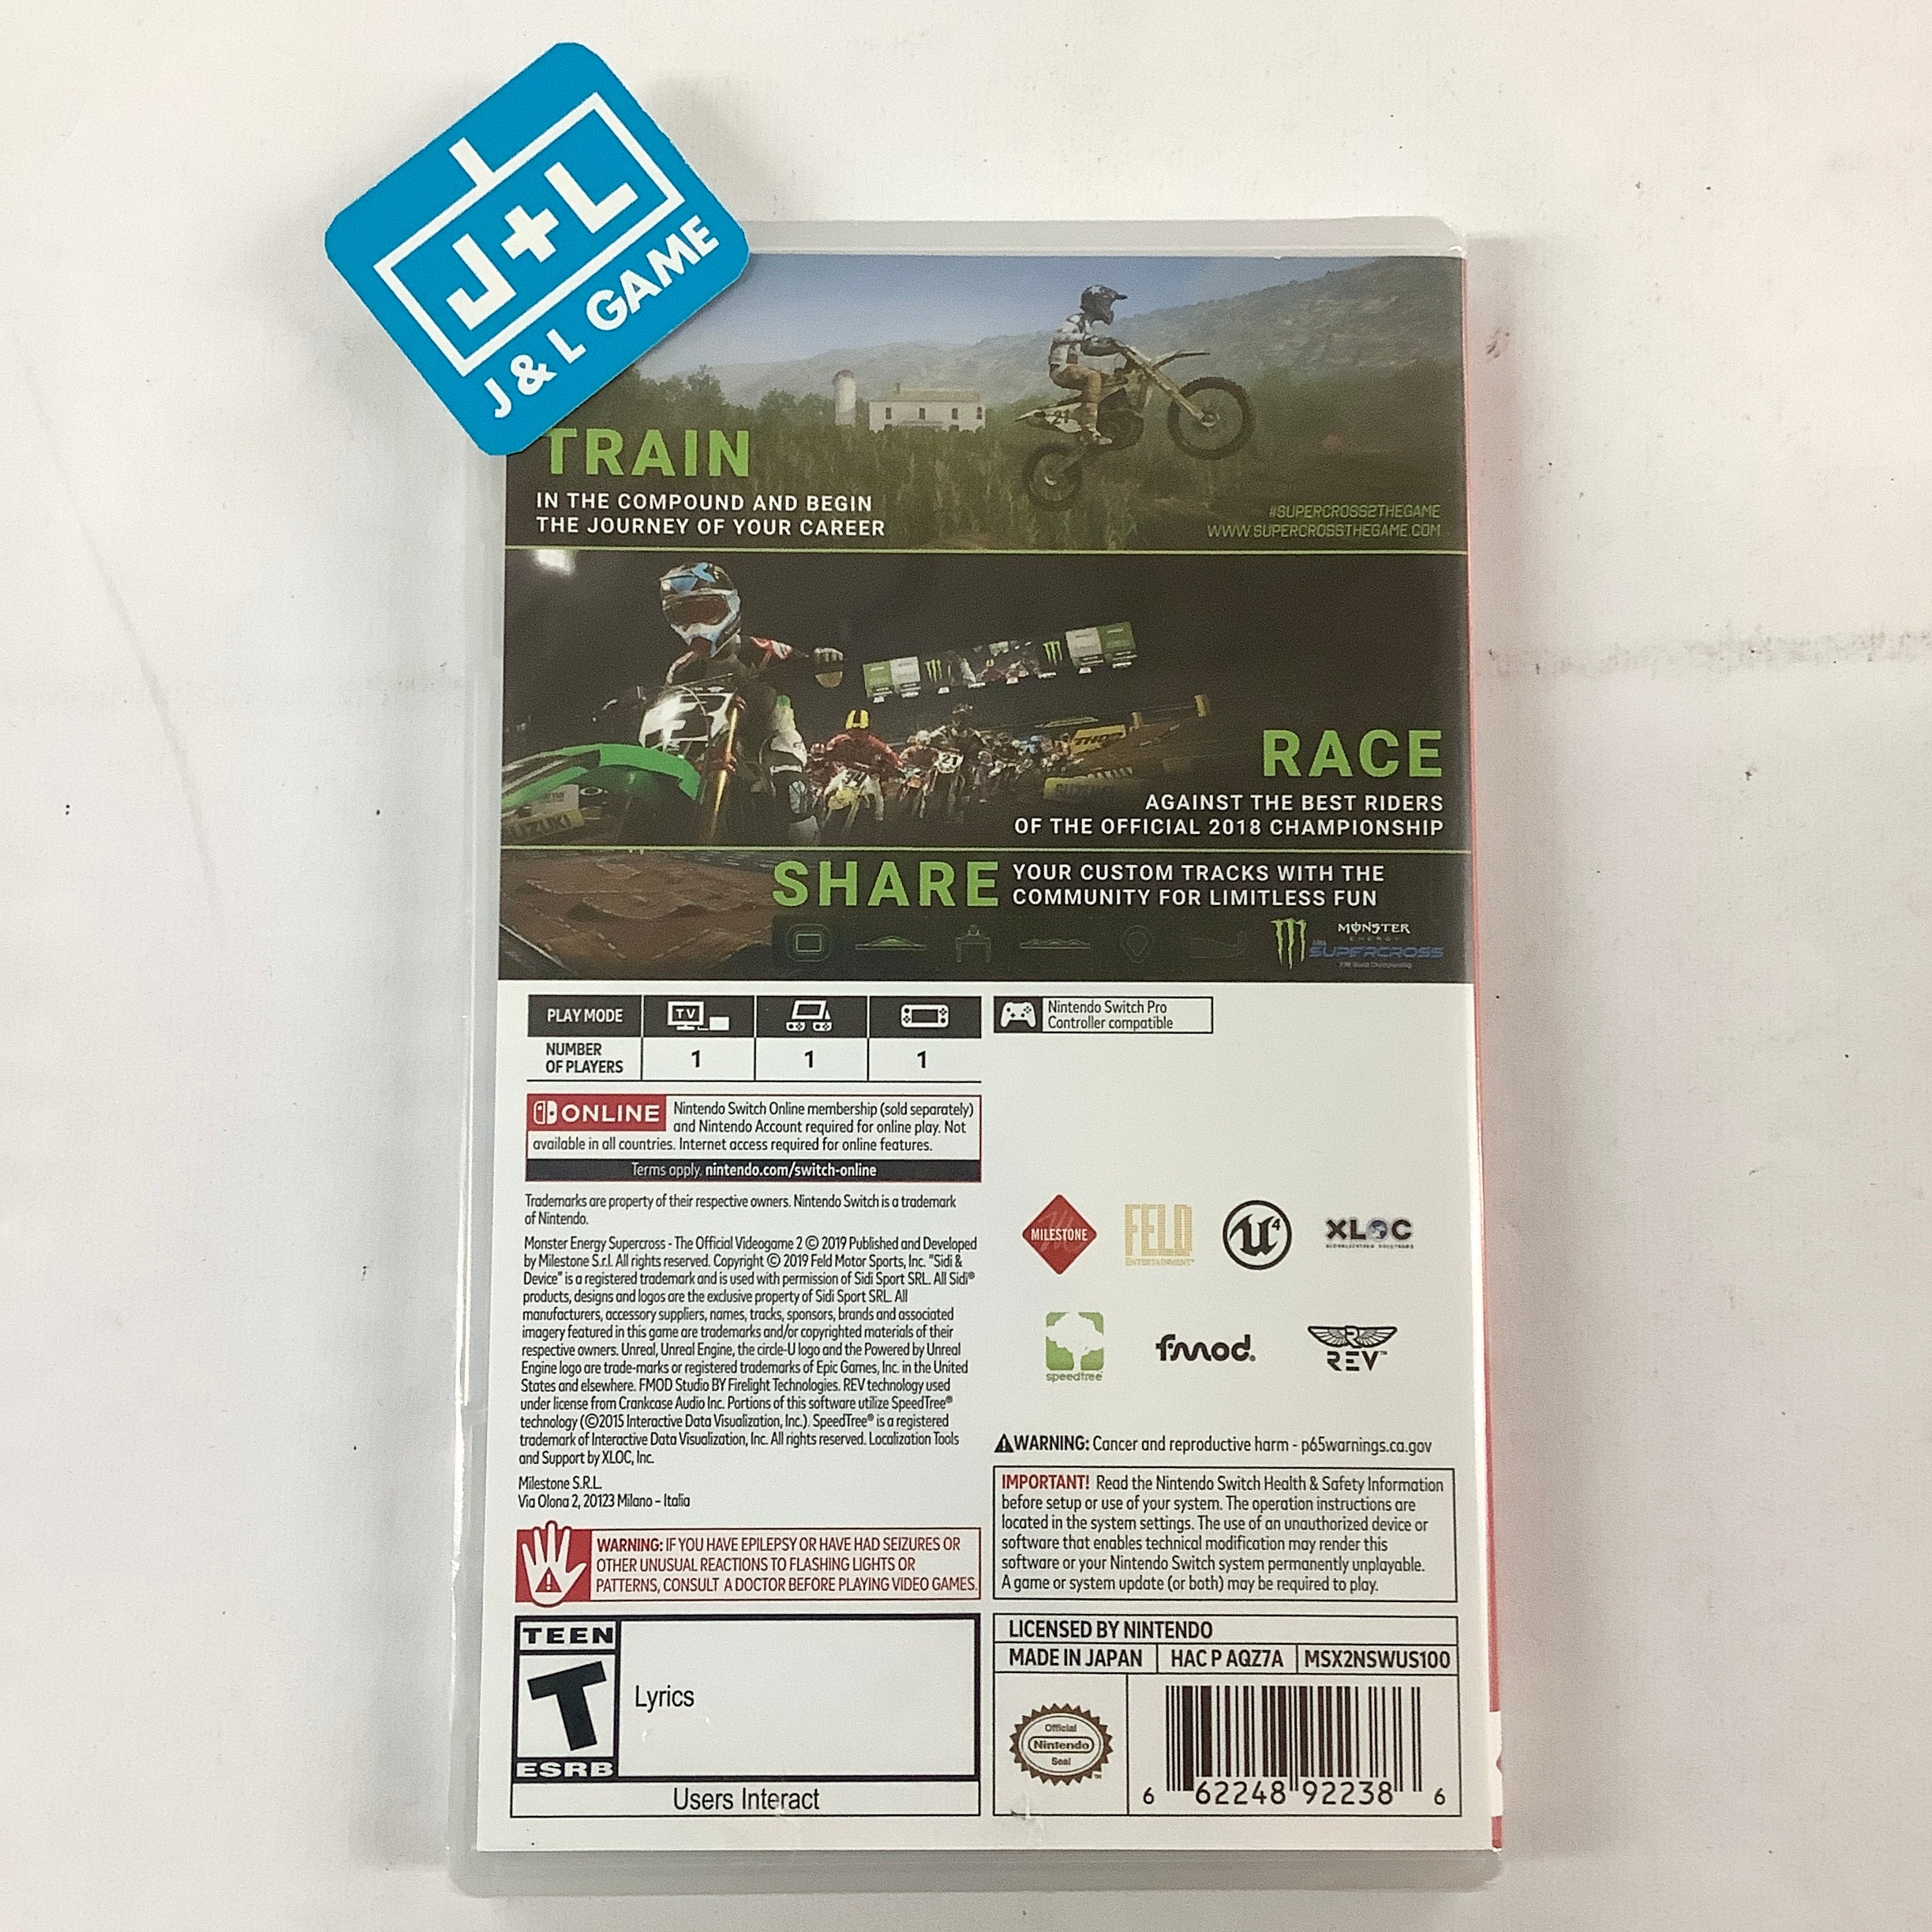 J+L
J & L GAME
TRAIN
IN THE COMPOUND AND BEGIN
THE JOURNEY OF YOUR CAREER
#SUPERCROSS2THEGAME
WWW.SUPERCROSSTHEGAME.COM
21
THOR
SUZUKI
SUZUKI
RACE
AGAINST THE BEST RIDERS
OF THE OFFICIAL 2018 CHAMPIONSHIP
SHARE
YOUR CUSTOM TRACKS WITH THE
COMMUNITY FOR LIMITLESS FUN
MONSTER
ENERGY
SUPERCROSS
PLAY MODE
TV
NUMBER
OF PLAYERS
1 1 1
Nintendo Switch Pro
Controller compatible
ONLINE
Nintendo Switch Online membership (sold separately)
and Nintendo Account required for online play. Not
available in all countries. Internet access required for online features.
Terms apply. nintendo.com/switch-online
Trademarks are property of their respective owners. Nintendo Switch is a trademark
of Nintendo.
Monster Energy Supercross - The Official Videogame 2 © 2019 Published and Developed
by Milestone S.r.l. All rights reserved. Copyright © 2019 Feld Motor Sports, Inc. "Sidi &
Device" is a registered trademark and is used with permission of Sidi Sport SRL. All Sidi®
products, designs and logos are the exclusive property of Sidi Sport SRL. All
manufacturers, accessory suppliers, names, tracks, sponsors, brands and associated
imagery featured in this game are trademarks and/or copyrighted materials of their
respective owners. Unreal, Unreal Engine, the circle-U logo and the Powered by Unreal
Engine logo are trade-marks or registered trademarks of Epic Games, Inc. in the United
States and elsewhere. FMOD Studio BY Firelight Technologies. REV technology used
under license from Crankcase Audio Inc. Portions of this software utilize SpeedTree®
technology (©2015 Interactive Data Visualization, Inc.). SpeedTree® is a registered
trademark of Interactive Data Visualization, Inc. All rights reserved. Localization Tools
and Support by XLOC, Inc.
Milestone S.R.L.
Via Olona 2, 20123 Milano – Italia
MILESTONE
FELD
ENTERTAINMENT
U4
XLOC
speedtree
fmod®
REV™
WARNING: Cancer and reproductive harm - p65warnings.ca.gov
WARNING: IF YOU HAVE EPILEPSY OR HAVE HAD SEIZURES OR
OTHER UNUSUAL REACTIONS TO FLASHING LIGHTS OR
PATTERNS, CONSULT A DOCTOR BEFORE PLAYING VIDEO GAMES.
IMPORTANT! Read the Nintendo Switch Health & Safety Information
before setup or use of your system. The operation instructions are
located in the system settings. The use of an unauthorized device or
software that enables technical modification may render this
software or your Nintendo Switch system permanently unplayable.
A game or system update (or both) may be required to play.
TEEN
T
ESRB
Lyrics
Users Interact
LICENSED BY NINTENDO
MADE IN JAPAN
HAC P AQZ7A
MSX2NSWUS100
Official
Nintendo
Seal
™
6 62248 92238 6